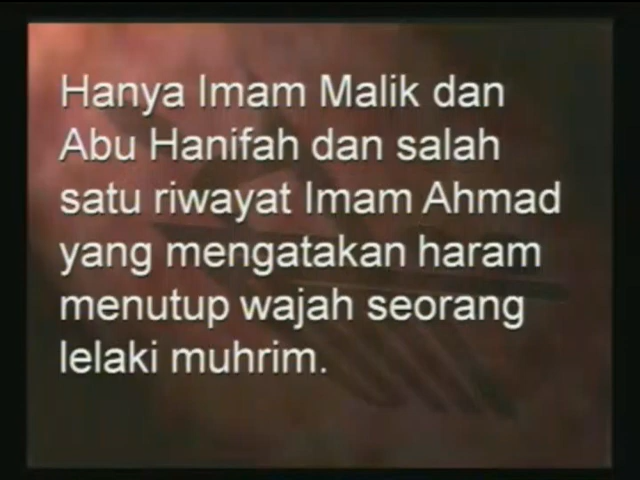 Hanya Imam Malik dan
Abu Hanifah dan salah
satu riwayat Imam Ahmad
yang mengatakan haram
menutup wajah seorang
lelaki muhrim.